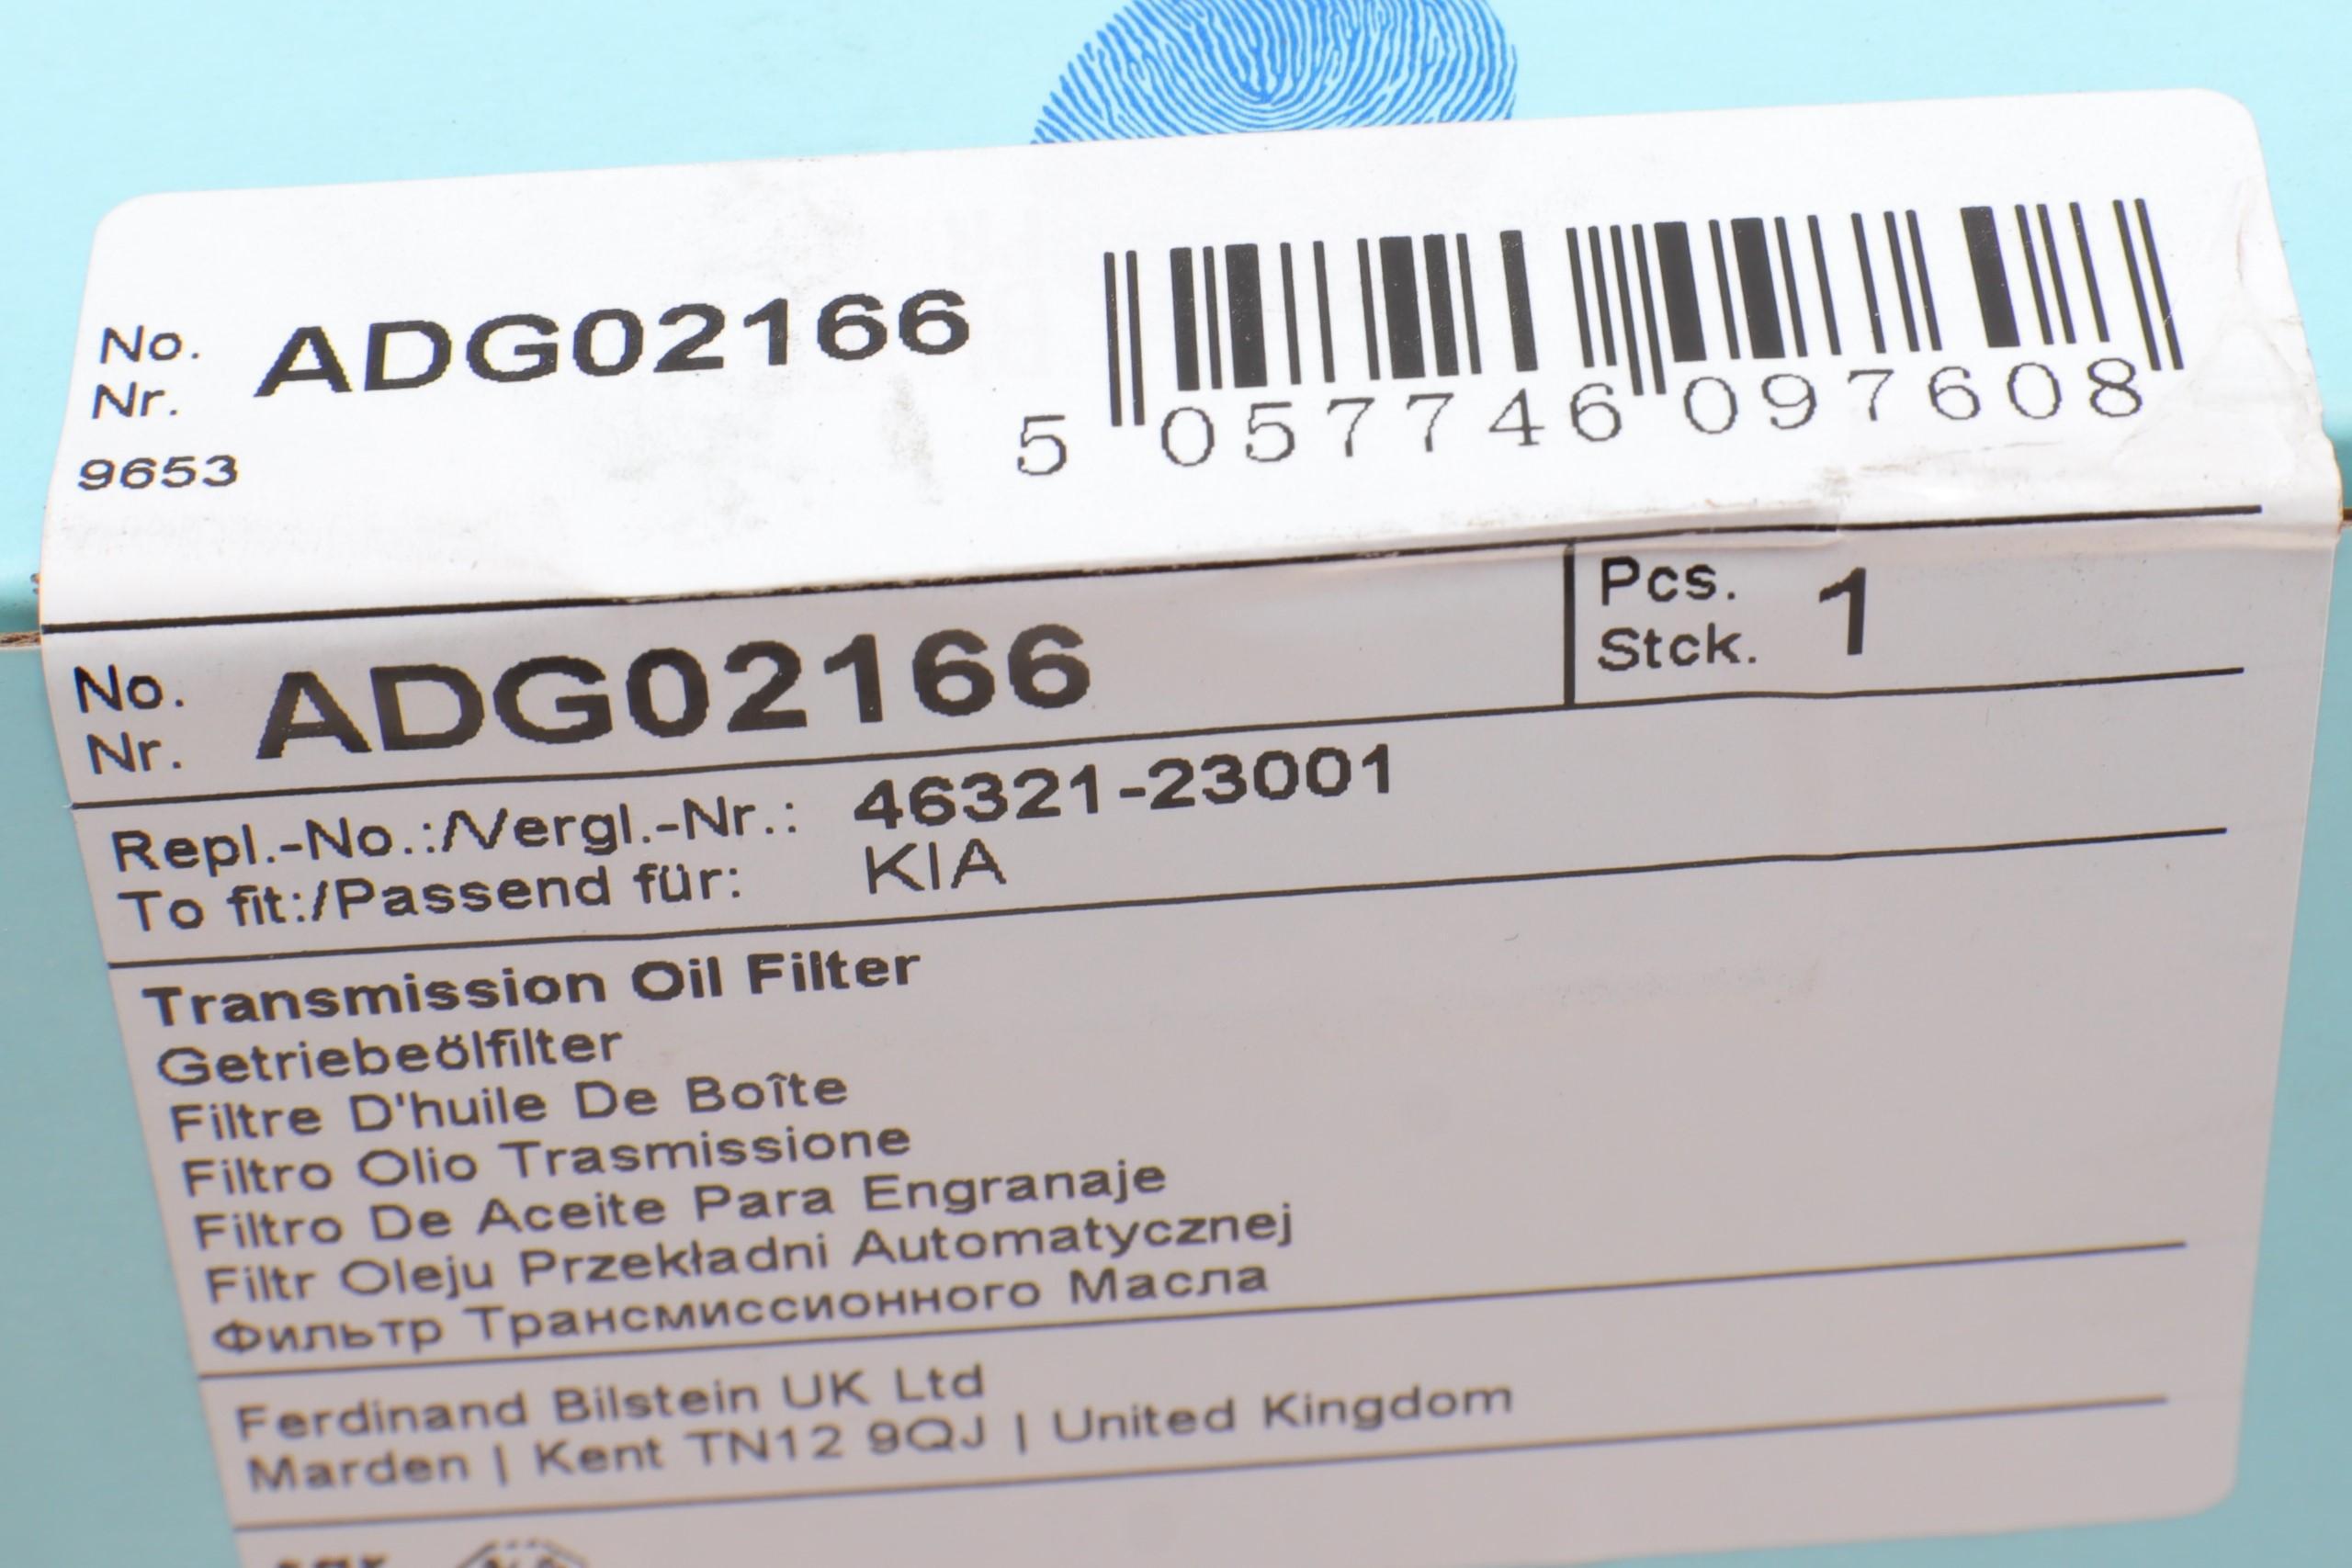 No.
Nr. ADG02166
9653
5 057746 097608
No.
Nr. ADG02166
Pcs.
Stck. 1
Repl.-No.:/Vergl.-Nr.: 46321-23001
To fit:/Passend für: KIA
Transmission Oil Filter
Getriebeölfilter
Filtre D'huile De Boîte
Filtro Olio Trasmissione
Filtro De Aceite Para Engranaje
Filtr Oleju Przekładni Automatycznej
Фильтр Трансмиссионного Масла
Ferdinand Bilstein UK Ltd
Marden | Kent TN12 9QJ | United Kingdom